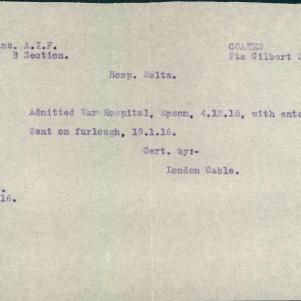 Amb. A.I.F.
B Section.
COATES
Pte Gilbert
Hosp. Malta.
Admitted War Hospital, Epsom, 4.12.15, with ente
Went on furlough, 19.1.16.
Cert. by:-
London Cable.
16.